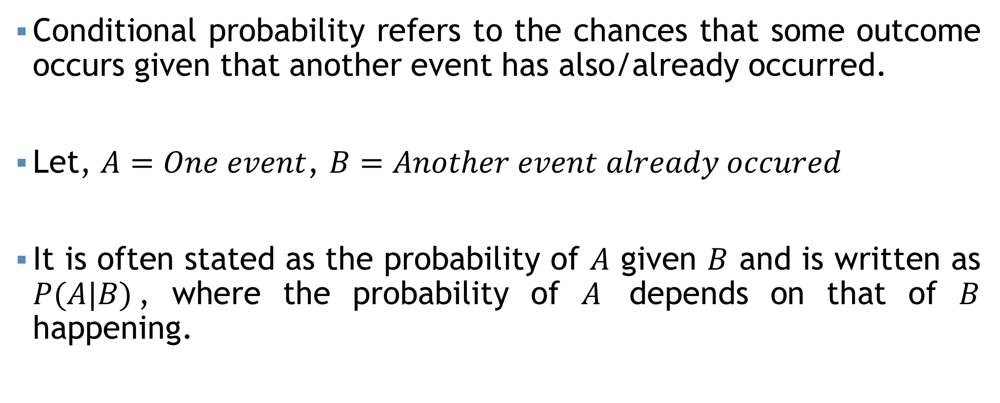 ▪ Conditional probability refers to the chances that some outcome
occurs given that another event has also/already occurred.
▪ Let, A = One event, B = Another event already occured
▪ It is often stated as the probability of A given B and is written as
P(A|B) , where the probability of A depends on that of B
happening.